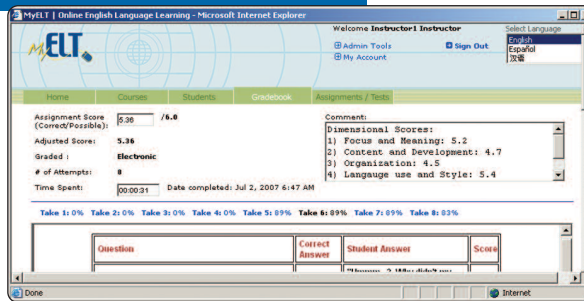 MyELT | Online English Language Learning - Microsoft Internet Explorer
MyELT
Welcome Instructor1 Instructor
Admin Tools
Sign Out
My Account
Select Language
English
Español
汉语
Home Courses Students Gradebook Assignments / Tests
Assignment Score
(Correct/Possible):
5.36 /6.0
Adjusted Score: 5.36
Graded : Electronic
# of Attempts: 8
Time Spent: 00:00:31 Date completed: Jul 2, 2007 6:47 AM
Comment:
Dimensional Scores:
1) Focus and Meaning: 5.2
2) Content and Development: 4.7
3) Organization: 4.5
4) Langauge use and Style: 5.4
Take 1: 0% Take 2: 0% Take 3: 0% Take 4: 0% Take 5: 89% Take 6: 89% Take 7: 89% Take 8: 83%
Question
Correct
Answer
Student Answer
Score
Done
Internet